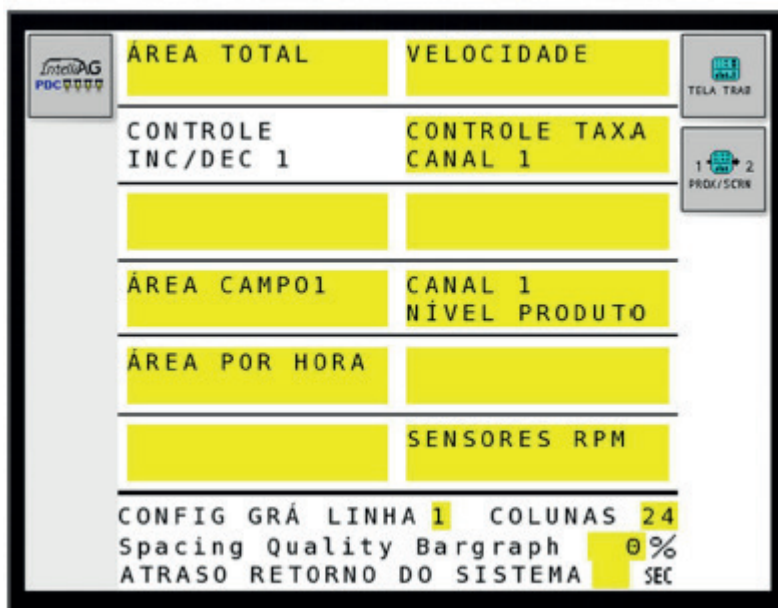 IntelliAG
PDC
ÁREA TOTAL
VELOCIDADE
TELA TRAB
CONTROLE
INC/DEC 1
CONTROLE TAXA
CANAL 1
1 2
PROX/SCRN
ÁREA CAMPO1
CANAL 1
NÍVEL PRODUTO
ÁREA POR HORA
SENSORES RPM
CONFIG GRÁ LINHA 1 COLUNAS 24
Spacing Quality Bargraph 0%
ATRASO RETORNO DO SISTEMA SEC